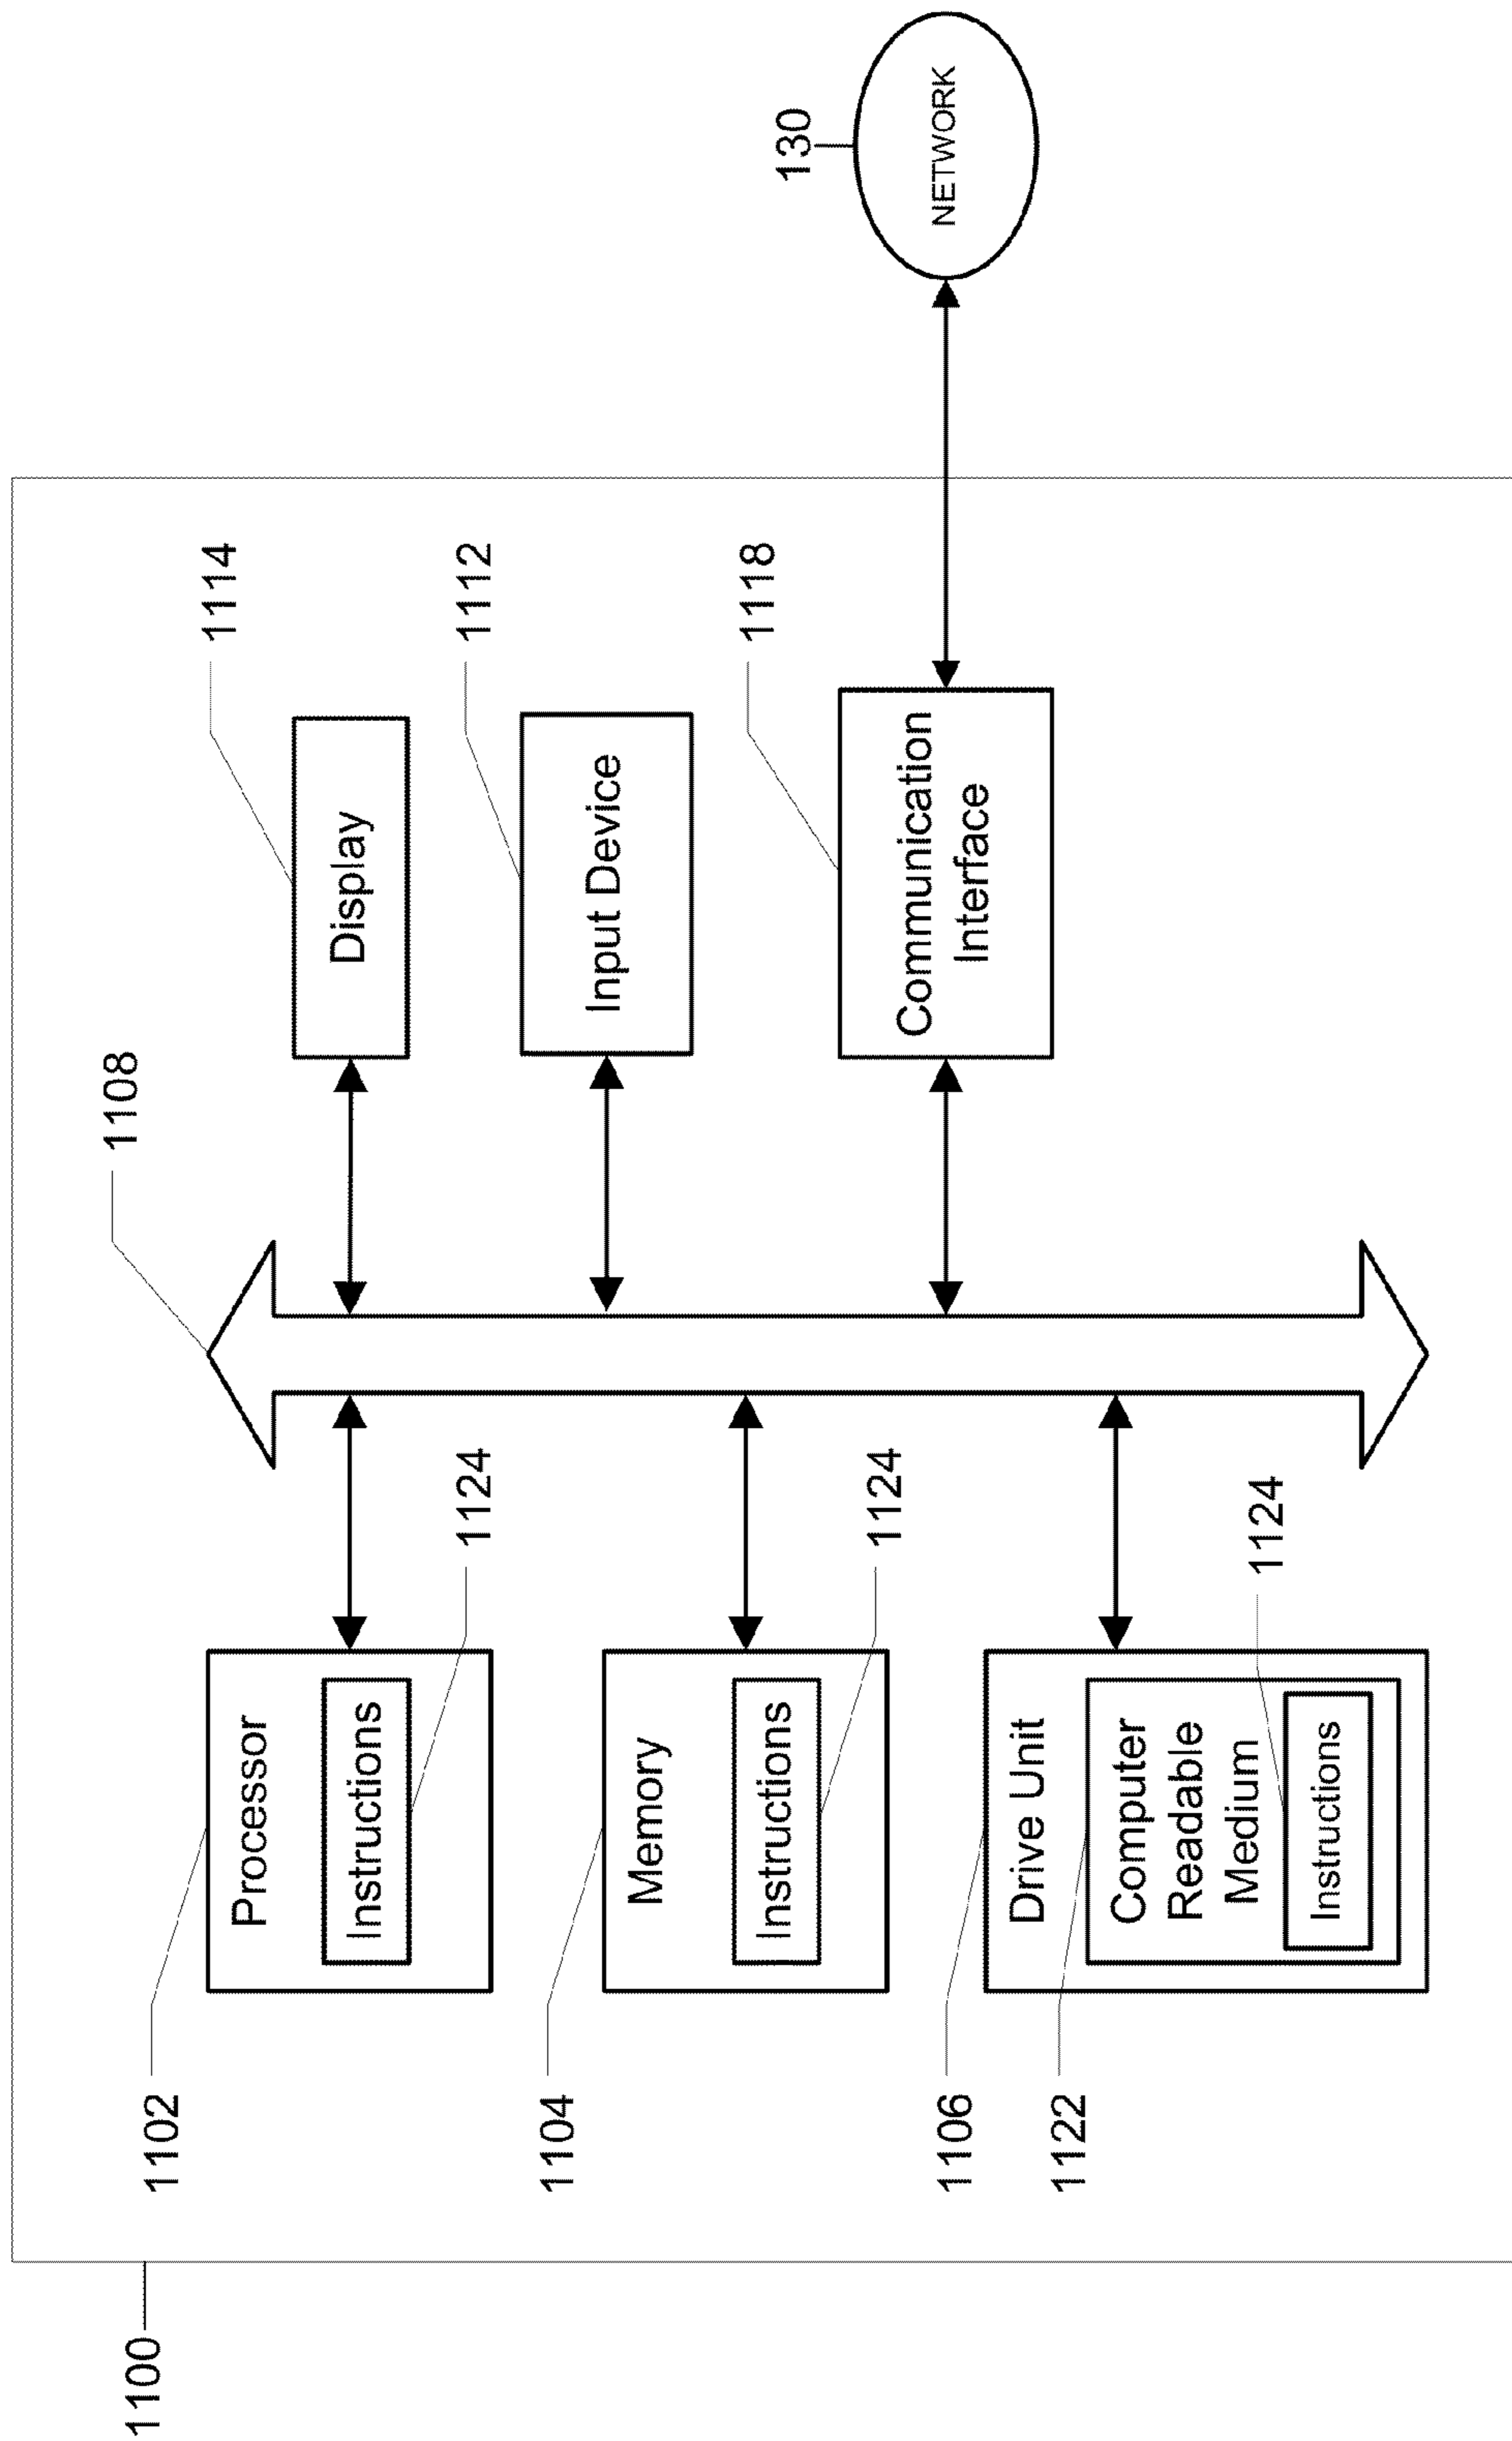 1100
1108
1102
Processor
Instructions
1124
1114
Display
1104
Memory
Instructions
1124
1112
Input Device
1106
1122
Drive Unit
Computer
Readable
Medium
Instructions
1124
1118
Communication
Interface
130
NETWORK